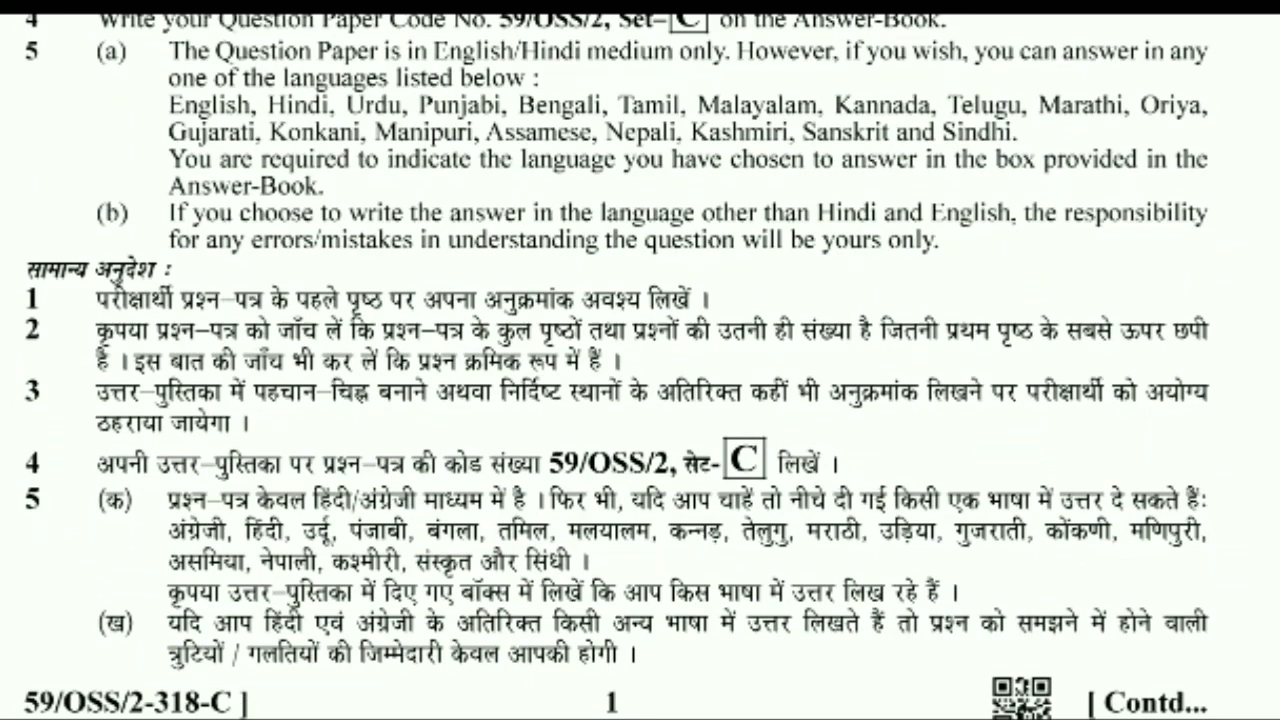 4 Write your Question Paper Code No. 59/OSS/2, Set– C on the Answer-Book.
5 (a) The Question Paper is in English/Hindi medium only. However, if you wish, you can answer in any
one of the languages listed below :
English, Hindi, Urdu, Punjabi, Bengali, Tamil, Malayalam, Kannada, Telugu, Marathi, Oriya,
Gujarati, Konkani, Manipuri, Assamese, Nepali, Kashmiri, Sanskrit and Sindhi.
You are required to indicate the language you have chosen to answer in the box provided in the
Answer-Book.
(b) If you choose to write the answer in the language other than Hindi and English, the responsibility
for any errors/mistakes in understanding the question will be yours only.
सामान्य अनुदेश :
1 परीक्षार्थी प्रश्न–पत्र के पहले पृष्ठ पर अपना अनुक्रमांक अवश्य लिखें ।
2 कृपया प्रश्न–पत्र को जाँच लें कि प्रश्न–पत्र के कुल पृष्ठों तथा प्रश्नों की उतनी ही संख्या है जितनी प्रथम पृष्ठ के सबसे ऊपर छपी
है । इस बात की जाँच भी कर लें कि प्रश्न क्रमिक रूप में हैं ।
3 उत्तर–पुस्तिका में पहचान–चिह्न बनाने अथवा निर्दिष्ट स्थानों के अतिरिक्त कहीं भी अनुक्रमांक लिखने पर परीक्षार्थी को अयोग्य
ठहराया जायेगा ।
4 अपनी उत्तर–पुस्तिका पर प्रश्न–पत्र की कोड संख्या 59/OSS/2, सेट- C लिखें ।
5 (क) प्रश्न–पत्र केवल हिंदी/अंग्रेजी माध्यम में है । फिर भी, यदि आप चाहें तो नीचे दी गई किसी एक भाषा में उत्तर दे सकते हैं:
अंग्रेजी, हिंदी, उर्दू, पंजाबी, बंगला, तमिल, मलयालम, कन्नड़, तेलुगु, मराठी, उड़िया, गुजराती, कोंकणी, मणिपुरी,
असमिया, नेपाली, कश्मीरी, संस्कृत और सिंधी ।
कृपया उत्तर–पुस्तिका में दिए गए बॉक्स में लिखें कि आप किस भाषा में उत्तर लिख रहे हैं ।
(ख) यदि आप हिंदी एवं अंग्रेजी के अतिरिक्त किसी अन्य भाषा में उत्तर लिखते हैं तो प्रश्न को समझने में होने वाली
त्रुटियों / गलतियों की जिम्मेदारी केवल आपकी होगी ।
59/OSS/2-318-C ] 1 [ Contd...